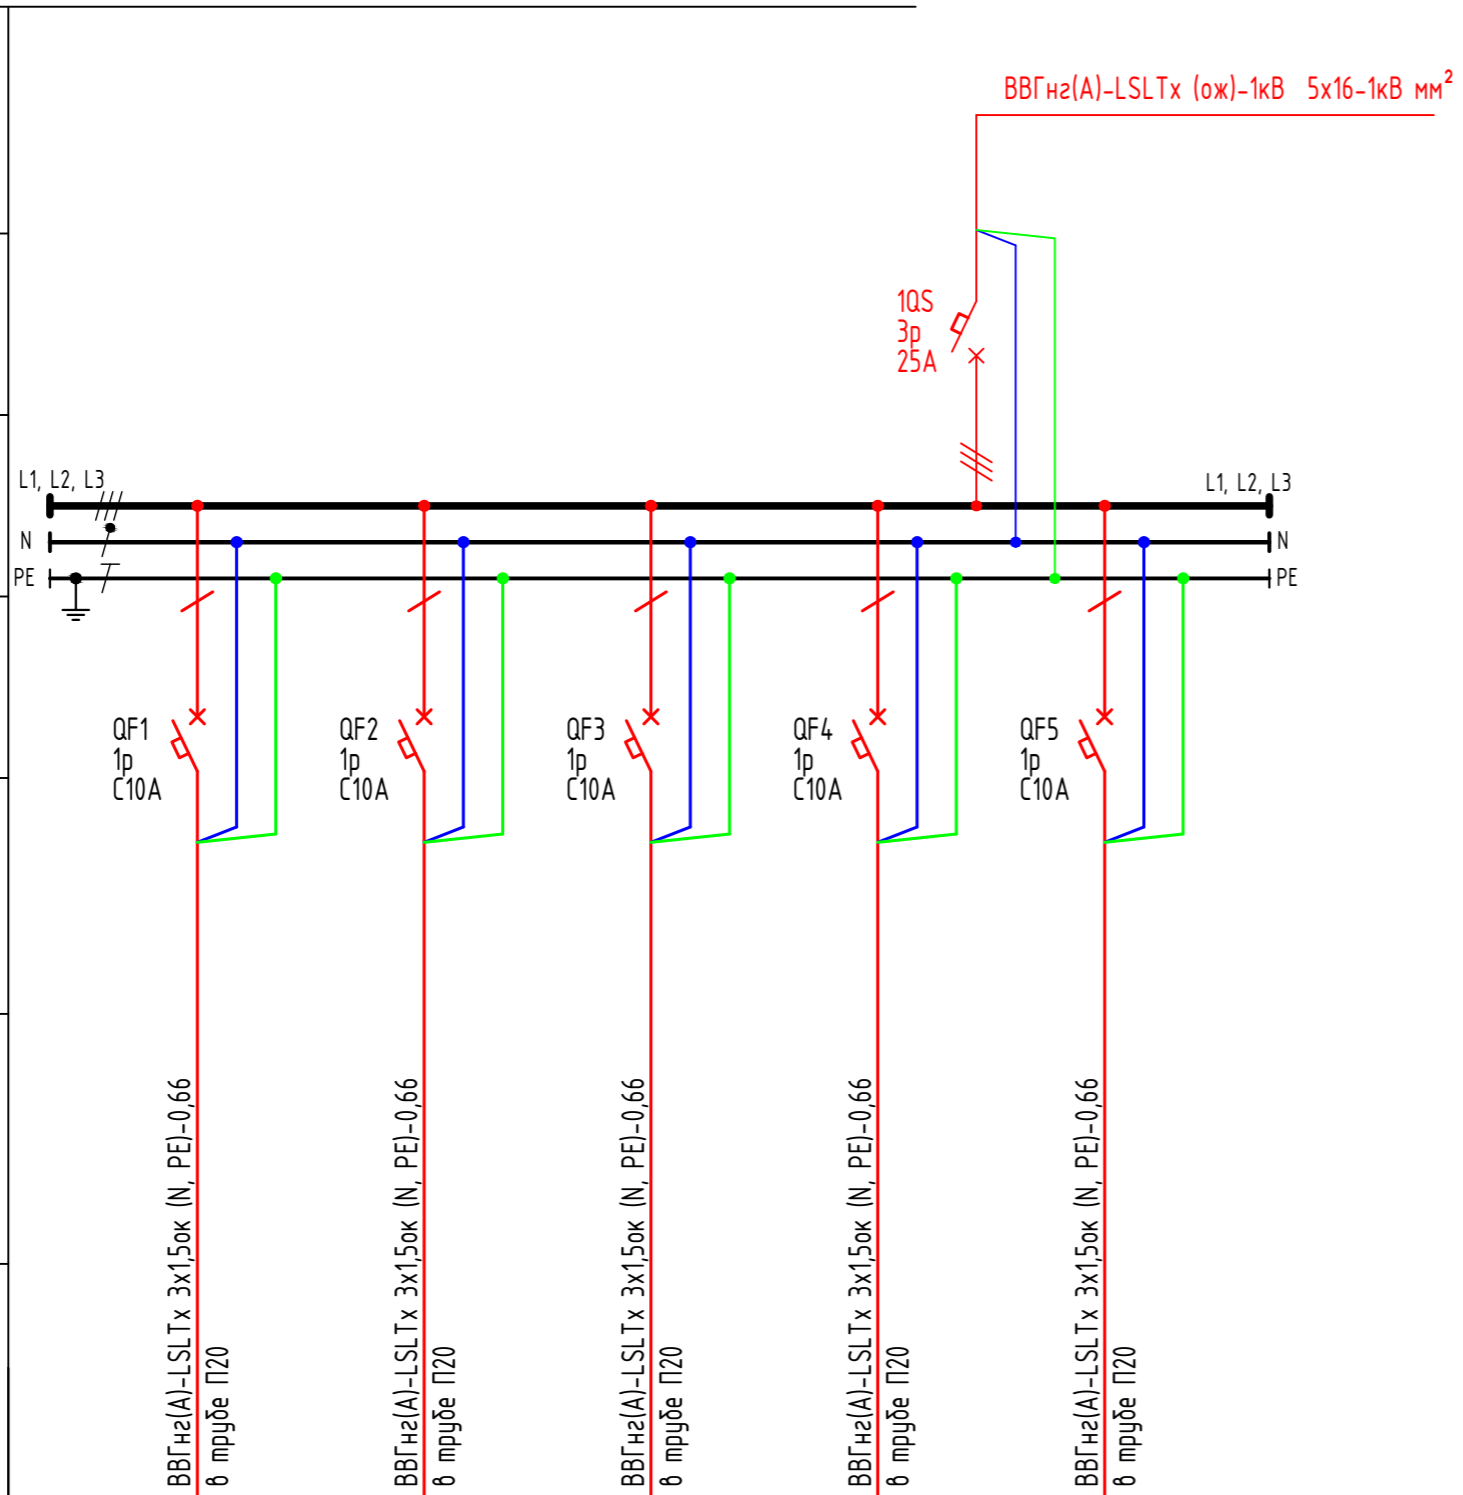 ВВГнг(А)-LSLTx (ож)-1кВ 5х16-1кВ мм²
1QS
3р
25А
L1, L2, L3
L1, L2, L3
N
N
PE
PE
QF1
1р
С10А
QF2
1р
С10А
QF3
1р
С10А
QF4
1р
С10А
QF5
1р
С10А
ВВГнг(А)-LSLTx 3х1,5ок (N, PE)-0,66
в трубе П20
ВВГнг(А)-LSLTx 3х1,5ок (N, PE)-0,66
в трубе П20
ВВГнг(А)-LSLTx 3х1,5ок (N, PE)-0,66
в трубе П20
ВВГнг(А)-LSLTx 3х1,5ок (N, PE)-0,66
в трубе П20
ВВГнг(А)-LSLTx 3х1,5ок (N, PE)-0,66
в трубе П20